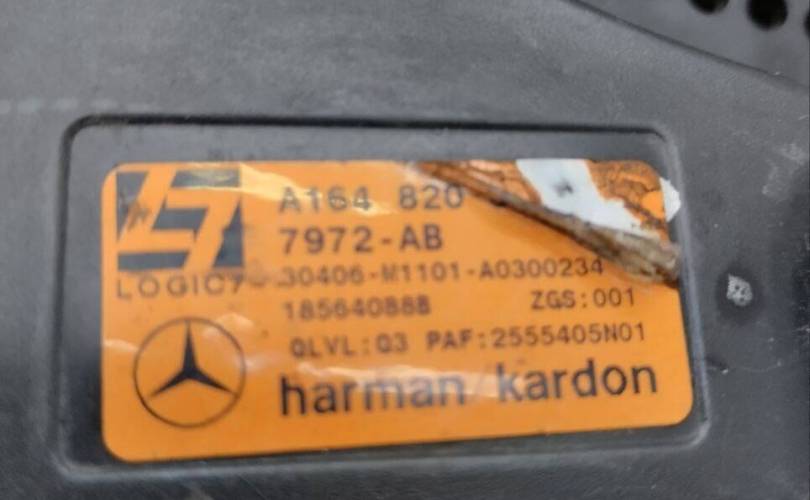 A164 820
7972-AB
LOGIC7
30406-M1101-A0300234
18564088B ZGS:001
QLVL:Q3 PAF:2555405N01
harman/kardon